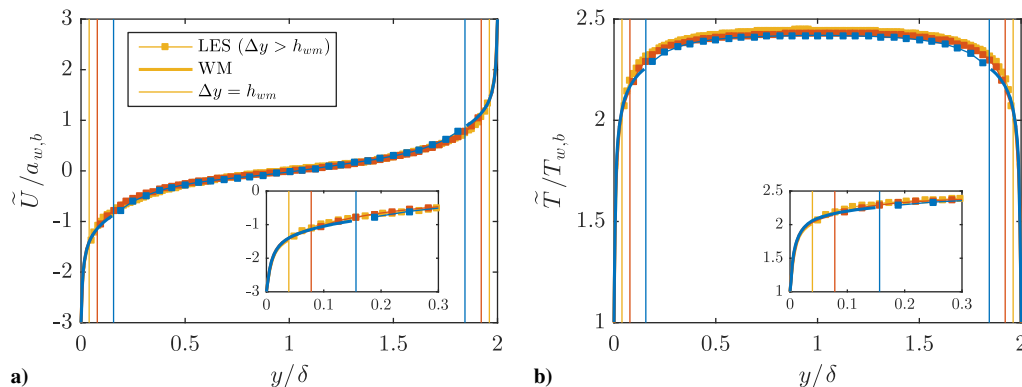 3
2
1
0
-1
-2
-3
Ũ/a_{w,b}
LES (Δy > h_{wm})
WM
Δy = h_{wm}
0
-1
-2
-3
0 0.1 0.2 0.3
0 0.5 1 1.5 2
y/δ
a)
2.5
2
1.5
1
T̃/T_{w,b}
2.5
2
1.5
1
0 0.1 0.2 0.3
0 0.5 1 1.5 2
y/δ
b)